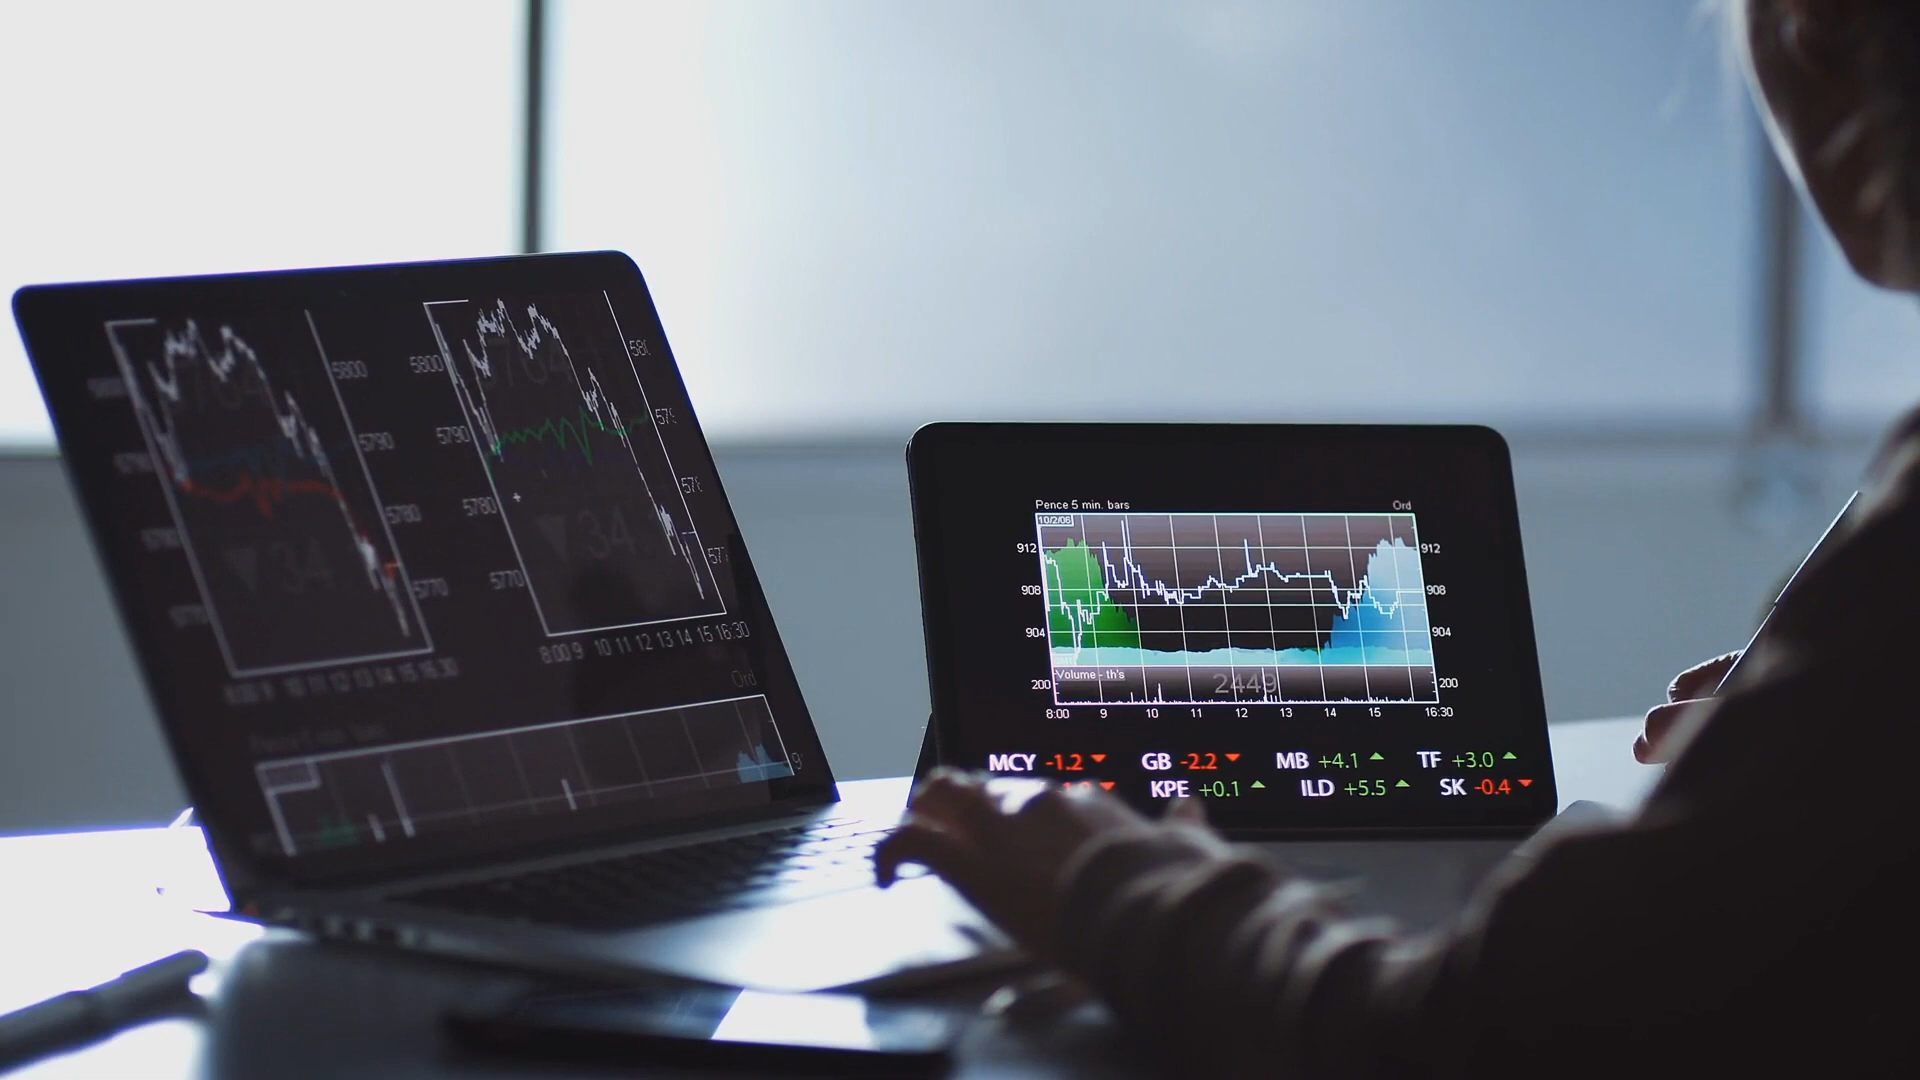 5800
5790
5780
5770
5800
5790
5780
5770
8:00 9 10 11 12 13 14 15 16:30
Ord
Pence 5 min. bars
Ord
10/2/06
912
912
908
908
904
904
Volume - th's
2449
200
200
8:00 9 10 11 12 13 14 15 16:30
MCY -1.2 GB -2.2 MB +4.1 TF +3.0
KPE +0.1 ILD +5.5 SK -0.4